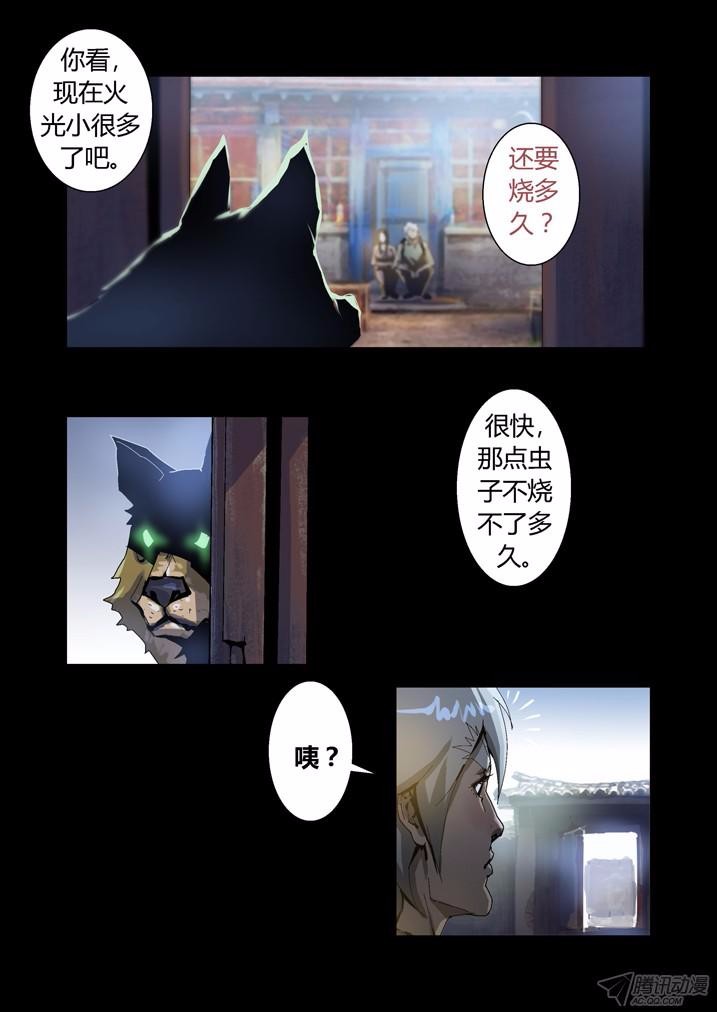 你看，
现在火
光小很多
了吧。
还要
烧多
久？
很快，
那点虫
子不烧
不了多
久。
咦？
腾讯动漫
AC.QQ.COM